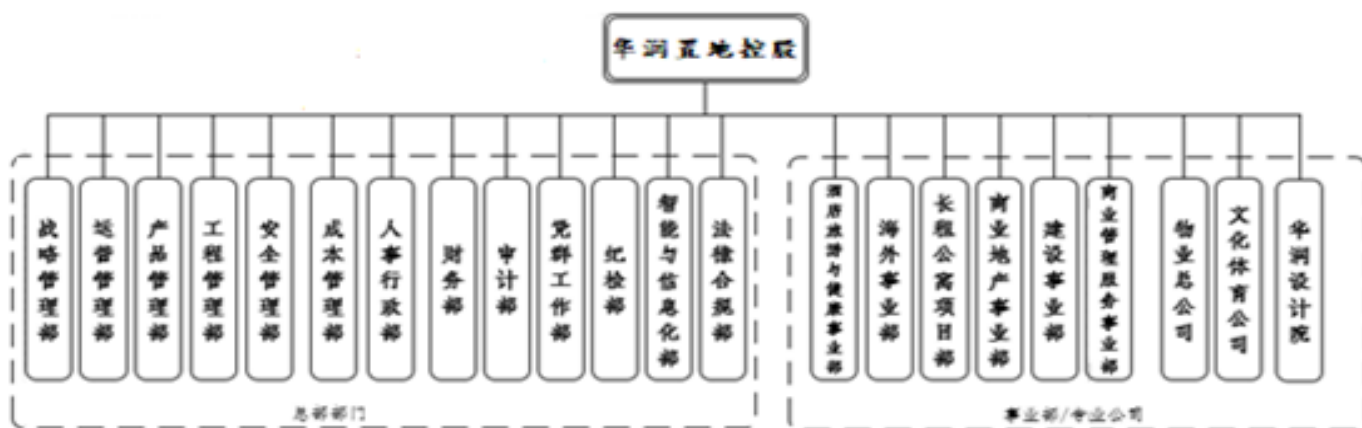 华润置地控股
战略管理部
运营管理部
产品管理部
工程管理部
安全管理部
成本管理部
人事行政部
财务部
审计部
党群工作部
纪检部
智能与信息化部
法律合规部
酒店旅游与健康事业部
海外事业部
长租公寓项目部
商业地产事业部
建设事业部
商业管理服务事业部
物业总公司
文化体育公司
华润设计院
总部部门
事业部/专业公司